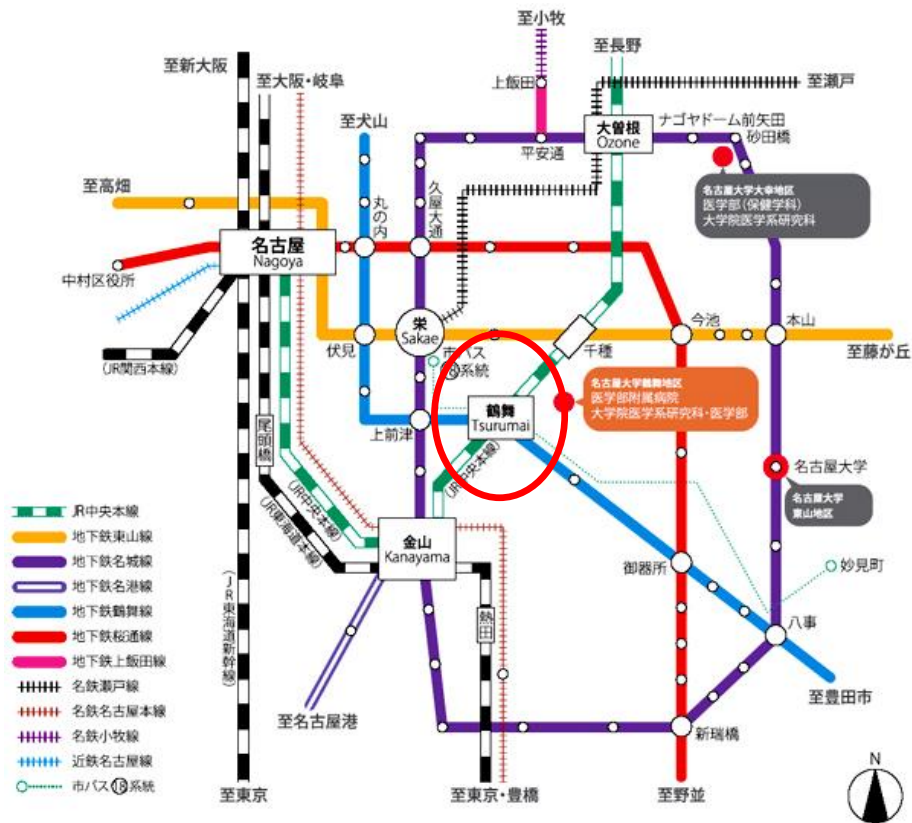 至小牧
至長野
至新大阪
至大阪・岐阜
上飯田
至瀬戸
至犬山
大曽根
Ozone
ナゴヤドーム前矢田
砂田橋
平安通
至高畑
丸の内
久屋大通
名古屋大学大幸地区
医学部(保健学科)
大学院医学系研究科
名古屋
Nagoya
中村区役所
栄
Sakae
今池
本山
伏見
千種
至藤が丘
市バス
⑱系統
(JR関西本線)
名古屋大学鶴舞地区
医学部附属病院
大学院医学系研究科・医学部
鶴舞
Tsurumai
上前津
尾頭橋
(JR中央本線)
名古屋大学
名古屋大学
東山地区
(JR中央本線)
(JR東海道本線)
金山
Kanayama
御器所
妙見町
八事
熱田
(JR東海道新幹線)
至豊田市
至名古屋港
新瑞橋
JR中央本線
地下鉄東山線
地下鉄名城線
地下鉄名港線
地下鉄鶴舞線
地下鉄桜通線
地下鉄上飯田線
名鉄瀬戸線
名鉄名古屋本線
名鉄小牧線
近鉄名古屋線
市バス⑱系統
至東京
至東京・豊橋
至野並
N